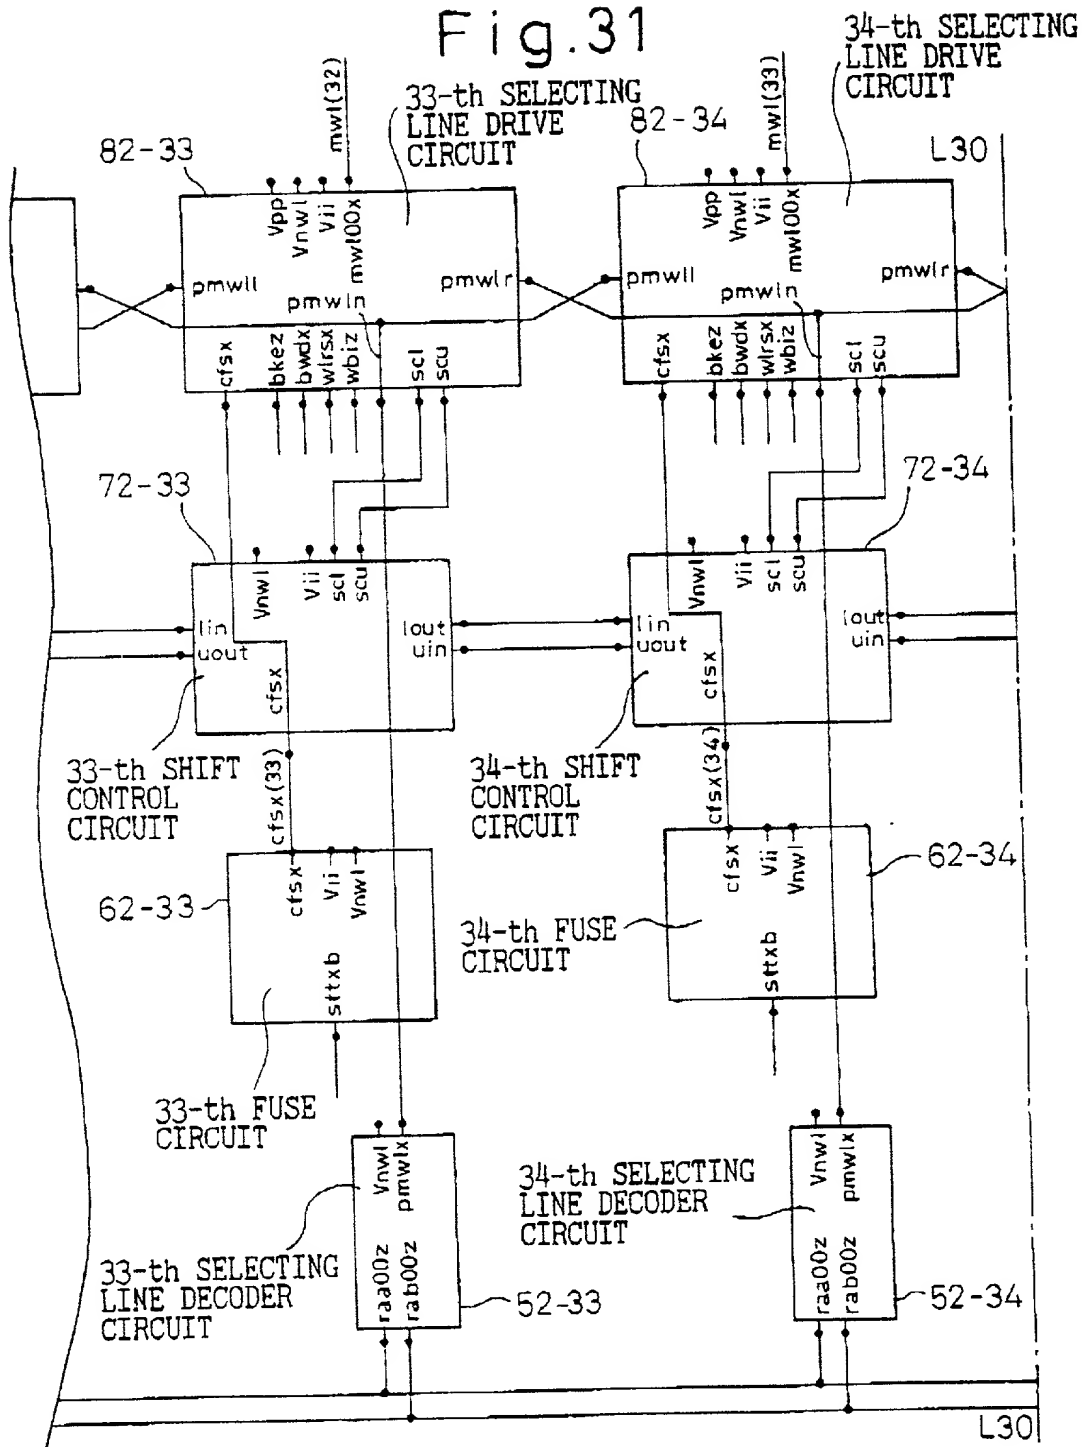 Fig.31
34-th SELECTING
LINE DRIVE
CIRCUIT
33-th SELECTING
LINE DRIVE
CIRCUIT
mwl(32)
mwl(33)
82-33
82-34
L30
Vpp
Vnwl
Vii
mwl00x
pmwll
pmwlr
pmwln
cfsx
bkez
bwdx
wlrsx
wbiz
scl
scu
Vpp
Vnwl
Vii
mwl00x
pmwll
pmwlr
pmwln
cfsx
bkez
bwdx
wlrsx
wbiz
scl
scu
72-33
72-34
Vnwl
Vii
scl
scu
lin
uout
lout
uin
cfsx
Vnwl
Vii
scl
scu
lin
uout
lout
uin
cfsx
33-th SHIFT
CONTROL
CIRCUIT
cfsx(33)
34-th SHIFT
CONTROL
CIRCUIT
cfsx(34)
62-33
cfsx
Vii
Vnwl
sttxb
62-34
cfsx
Vii
Vnwl
sttxb
34-th FUSE
CIRCUIT
33-th FUSE
CIRCUIT
Vnwl
pmwlx
raa00z
rab00z
34-th SELECTING
LINE DECODER
CIRCUIT
Vnwl
pmwlx
raa00z
rab00z
33-th SELECTING
LINE DECODER
CIRCUIT
52-33
52-34
L30